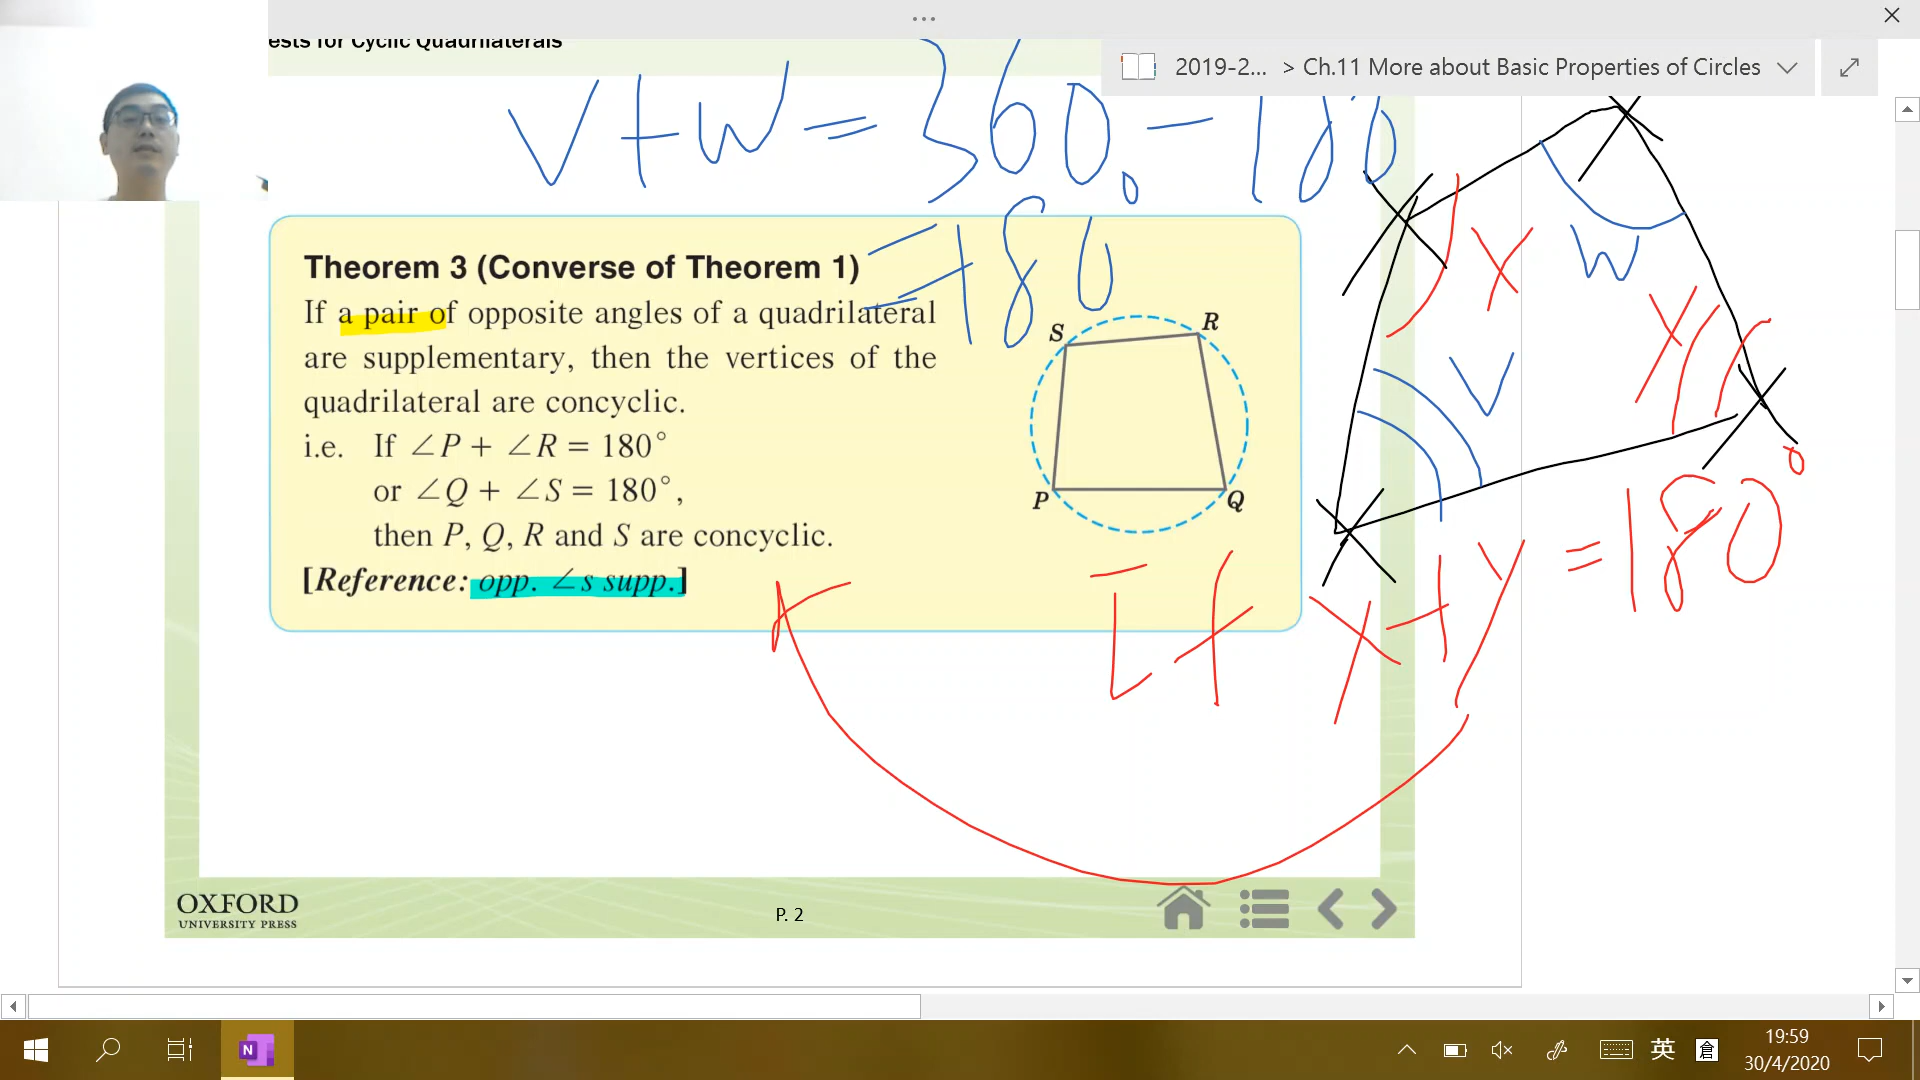 ests for Cyclic Quadrilaterals
2019-2... > Ch.11 More about Basic Properties of Circles
v + w = 360° - 180
= 180
Theorem 3 (Converse of Theorem 1)
If a pair of opposite angles of a quadrilateral
are supplementary, then the vertices of the
quadrilateral are concyclic.
i.e. If ∠P + ∠R = 180°
or ∠Q + ∠S = 180°,
then P, Q, R and S are concyclic.
[Reference: opp. ∠s supp.]
S
R
P
Q
x
w
y
v
If x + y = 180°
OXFORD
UNIVERSITY PRESS
P. 2
N
英
倉
19:59
30/4/2020